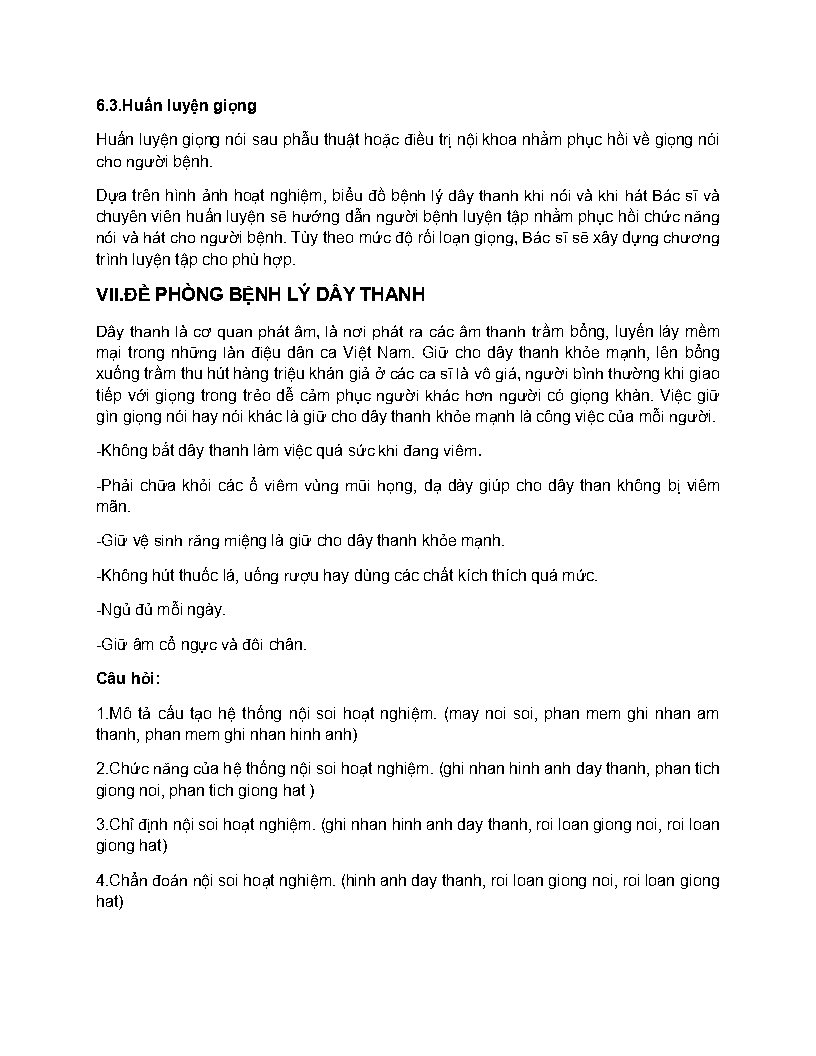 6.3.Huấn luyện giọng
Huấn luyện giọng nói sau phẫu thuật hoặc điều trị nội khoa nhằm phục hồi về giọng nói
cho người bệnh.
Dựa trên hình ảnh hoạt nghiệm, biểu đồ bệnh lý dây thanh khi nói và khi hát Bác sĩ và
chuyên viên huấn luyện sẽ hướng dẫn người bệnh luyện tập nhằm phục hồi chức năng
nói và hát cho người bệnh. Tùy theo mức độ rối loạn giọng, Bác sĩ sẽ xây dựng chương
trình luyện tập cho phù hợp.
VII.ĐỀ PHÒNG BỆNH LÝ DÂY THANH
Dây thanh là cơ quan phát âm, là nơi phát ra các âm thanh trầm bổng, luyến láy mềm
mại trong những làn điệu dân ca Việt Nam. Giữ cho dây thanh khỏe mạnh, lên bổng
xuống trầm thu hút hàng triệu khán giả ở các ca sĩ là vô giá, người bình thường khi giao
tiếp với giọng trong trẻo dễ cảm phục người khác hơn người có giọng khàn. Việc giữ
gìn giọng nói hay nói khác là giữ cho dây thanh khỏe mạnh là công việc của mỗi người.
-Không bắt dây thanh làm việc quá sức khi đang viêm.
-Phải chữa khỏi các ổ viêm vùng mũi họng, dạ dày giúp cho dây than không bị viêm
mãn.
-Giữ vệ sinh răng miệng là giữ cho dây thanh khỏe mạnh.
-Không hút thuốc lá, uống rượu hay dùng các chất kích thích quá mức.
-Ngủ đủ mỗi ngày.
-Giữ âm cổ ngực và đôi chân.
Câu hỏi:
1.Mô tả cấu tạo hệ thống nội soi hoạt nghiệm. (may noi soi, phan mem ghi nhan am
thanh, phan mem ghi nhan hinh anh)
2.Chức năng của hệ thống nội soi hoạt nghiệm. (ghi nhan hinh anh day thanh, phan tich
giong noi, phan tich giong hat )
3.Chỉ định nội soi hoạt nghiệm. (ghi nhan hinh anh day thanh, roi loan giong noi, roi loan
giong hat)
4.Chẩn đoán nội soi hoạt nghiệm. (hinh anh day thanh, roi loan giong noi, roi loan giong
hat)